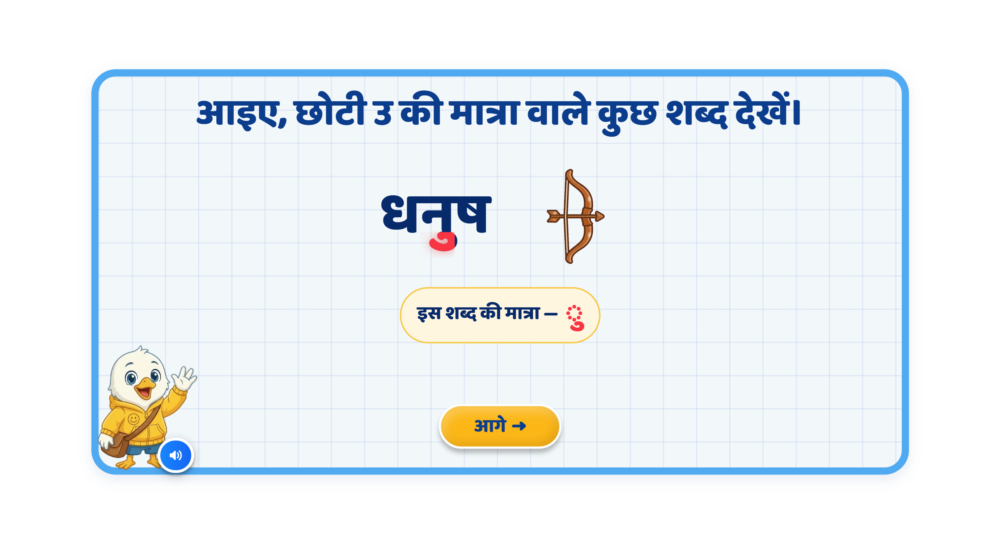 आइए, छोटी उ की मात्रा वाले कुछ शब्द देखें।
धनुष
इस शब्द की मात्रा – ु
आगे →